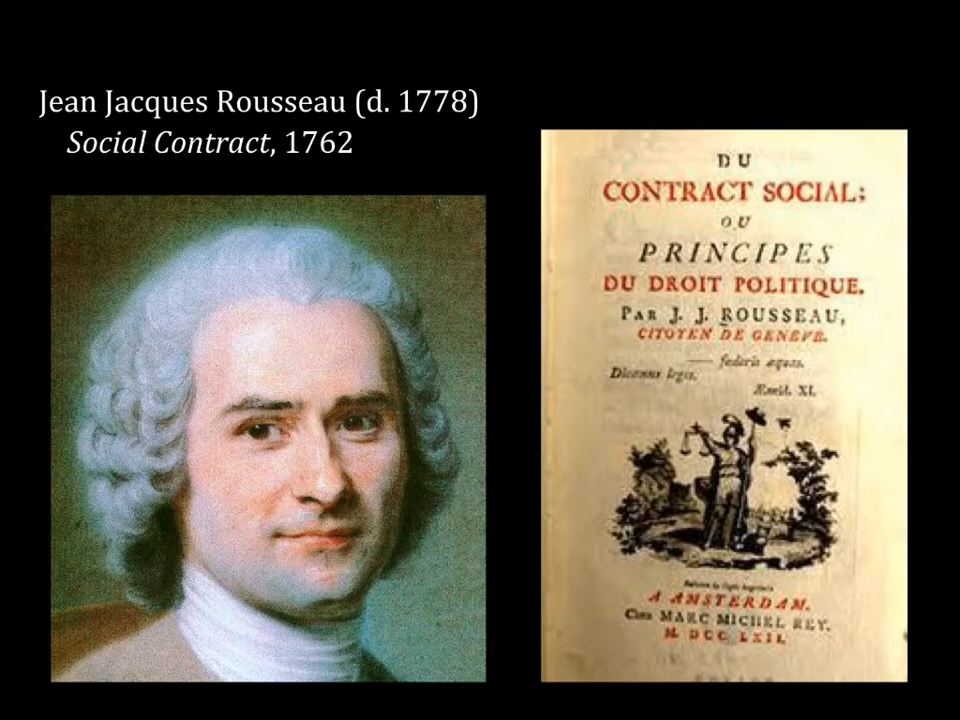 Jean Jacques Rousseau (d. 1778)
Social Contract, 1762
DU
CONTRACT SOCIAL;
OU
PRINCIPES
DU DROIT POLITIQUE.
PAR J. J. ROUSSEAU,
CITOYEN DE GENEVE.
—— fœderis æquas.
Dicamus leges.
Æneid. XI.
A AMSTERDAM.
Chez MARC MICHEL REY.
M. DCC. LXII.